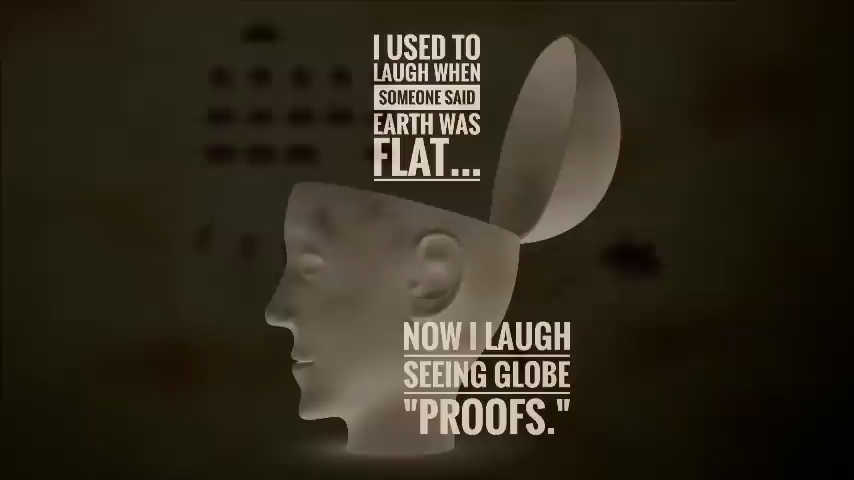 I USED TO
LAUGH WHEN
SOMEONE SAID
EARTH WAS
FLAT...
NOW I LAUGH
SEEING GLOBE
"PROOFS."